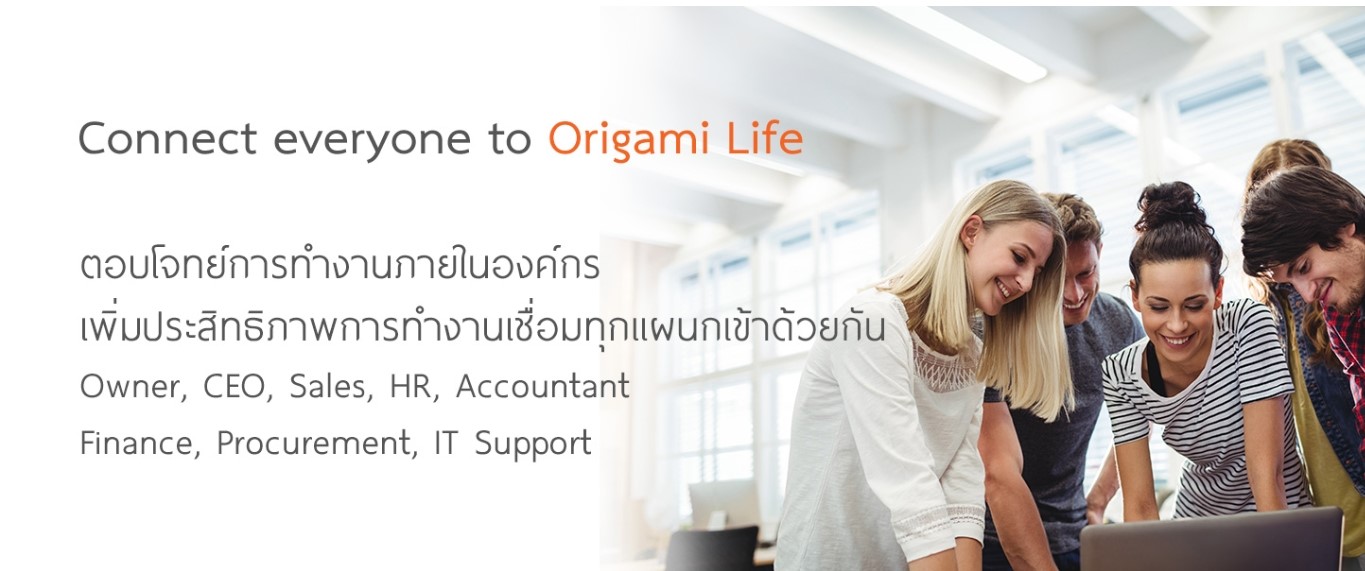 Connect everyone to Origami Life
ตอบโจทย์การทำงานภายในองค์กร
เพิ่มประสิทธิภาพการทำงานเชื่อมทุกแผนกเข้าด้วยกัน
Owner, CEO, Sales, HR, Accountant
Finance, Procurement, IT Support